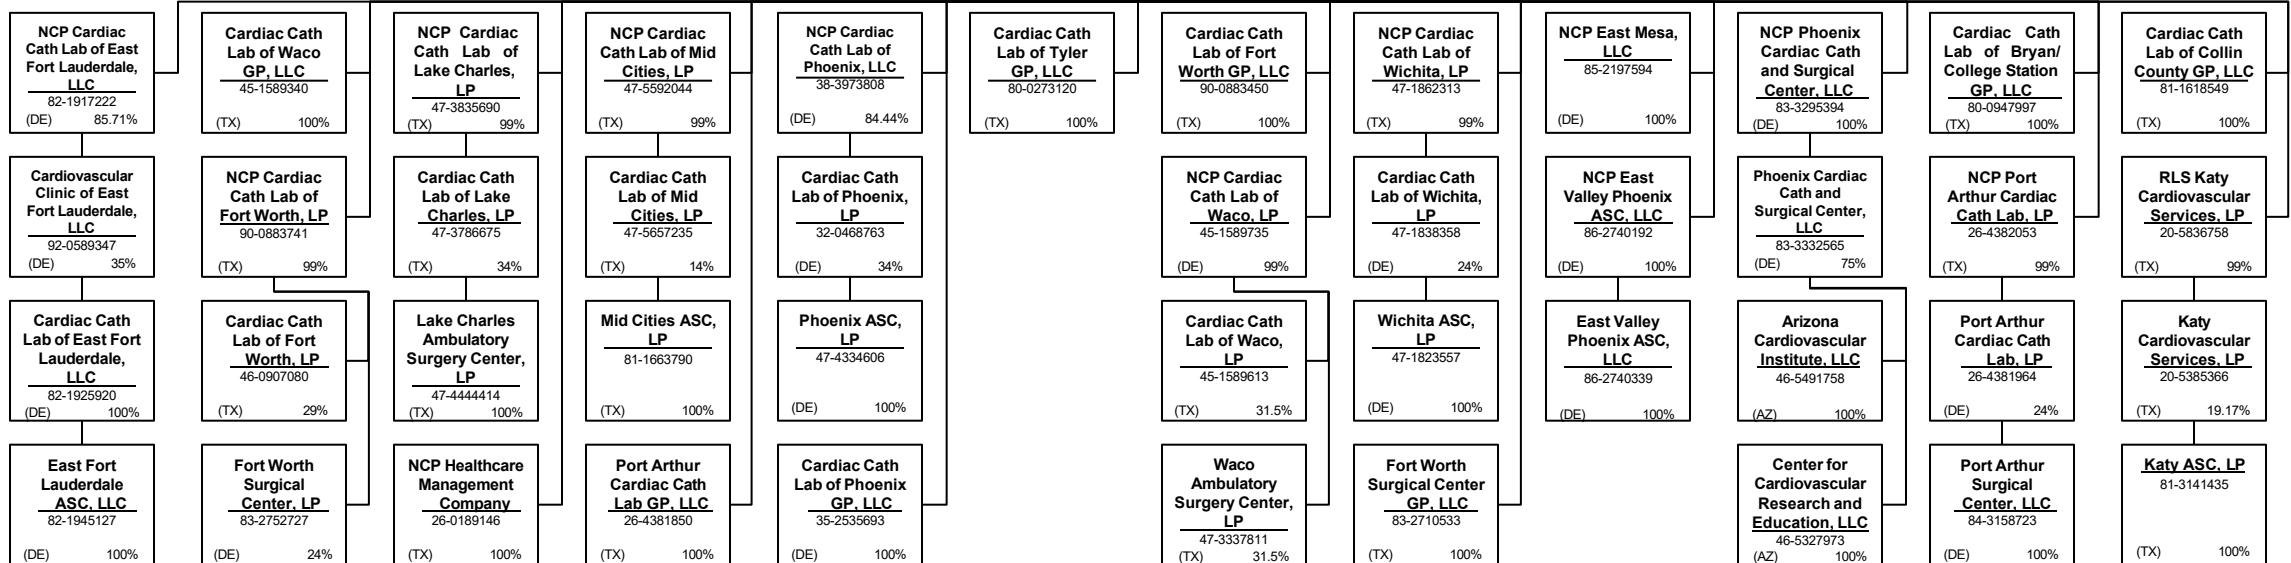 NCP Cardiac
Cath Lab of East
Fort Lauderdale,
LLC
82-1917222
(DE) 85.71%
Cardiac Cath
Lab of Waco
GP, LLC
45-1589340
(TX) 100%
NCP Cardiac
Cath Lab of
Lake Charles,
LP
47-3835690
(TX) 99%
NCP Cardiac
Cath Lab of Mid
Cities, LP
47-5592044
(TX) 99%
NCP Cardiac
Cath Lab of
Phoenix, LLC
38-3973808
(DE) 84.44%
Cardiac Cath
Lab of Tyler
GP, LLC
80-0273120
(TX) 100%
Cardiac Cath
Lab of Fort
Worth GP, LLC
90-0883450
(TX) 100%
NCP Cardiac
Cath Lab of
Wichita, LP
47-1862313
(TX) 99%
NCP East Mesa,
LLC
85-2197594
(DE) 100%
NCP Phoenix
Cardiac Cath
and Surgical
Center, LLC
83-3295394
(DE) 100%
Cardiac Cath
Lab of Bryan/
College Station
GP, LLC
80-0947997
(TX) 100%
Cardiac Cath
Lab of Collin
County GP, LLC
81-1618549
(TX) 100%
Cardiovascular
Clinic of East
Fort Lauderdale,
LLC
92-0589347
(DE) 35%
NCP Cardiac
Cath Lab of
Fort Worth, LP
90-0883741
(TX) 99%
Cardiac Cath
Lab of Lake
Charles, LP
47-3786675
(TX) 34%
Cardiac Cath
Lab of Mid
Cities, LP
47-5657235
(TX) 14%
Cardiac Cath
Lab of Phoenix,
LP
32-0468763
(DE) 34%
NCP Cardiac
Cath Lab of
Waco, LP
45-1589735
(DE) 99%
Cardiac Cath
Lab of Wichita,
LP
47-1838358
(DE) 24%
NCP East
Valley Phoenix
ASC, LLC
86-2740192
(DE) 100%
Phoenix Cardiac
Cath and
Surgical Center,
LLC
83-3332565
(DE) 75%
NCP Port
Arthur Cardiac
Cath Lab, LP
26-4382053
(TX) 99%
RLS Katy
Cardiovascular
Services, LP
20-5836758
(TX) 99%
Cardiac Cath
Lab of East Fort
Lauderdale,
LLC
82-1925920
(DE) 100%
Cardiac Cath
Lab of Fort
Worth, LP
46-0907080
(TX) 29%
Lake Charles
Ambulatory
Surgery Center,
LP
47-4444414
(TX) 100%
Mid Cities ASC,
LP
81-1663790
(TX) 100%
Phoenix ASC,
LP
47-4334606
(DE) 100%
Cardiac Cath
Lab of Waco,
LP
45-1589613
(TX) 31.5%
Wichita ASC,
LP
47-1823557
(DE) 100%
East Valley
Phoenix ASC,
LLC
86-2740339
(DE) 100%
Arizona
Cardiovascular
Institute, LLC
46-5491758
(AZ) 100%
Port Arthur
Cardiac Cath
Lab, LP
26-4381964
(DE) 24%
Katy
Cardiovascular
Services, LP
20-5385366
(TX) 19.17%
East Fort
Lauderdale
ASC, LLC
82-1945127
(DE) 100%
Fort Worth
Surgical
Center, LP
83-2752727
(DE) 24%
NCP Healthcare
Management
Company
26-0189146
(TX) 100%
Port Arthur
Cardiac Cath
Lab GP, LLC
26-4381850
(TX) 100%
Cardiac Cath
Lab of Phoenix
GP, LLC
35-2535693
(DE) 100%
Waco
Ambulatory
Surgery Center,
LP
47-3337811
(TX) 31.5%
Fort Worth
Surgical Center
GP, LLC
83-2710533
(TX) 100%
Center for
Cardiovascular
Research and
Education, LLC
46-5327973
(AZ) 100%
Port Arthur
Surgical
Center, LLC
84-3158723
(DE) 100%
Katy ASC, LP
81-3141435
(TX) 100%